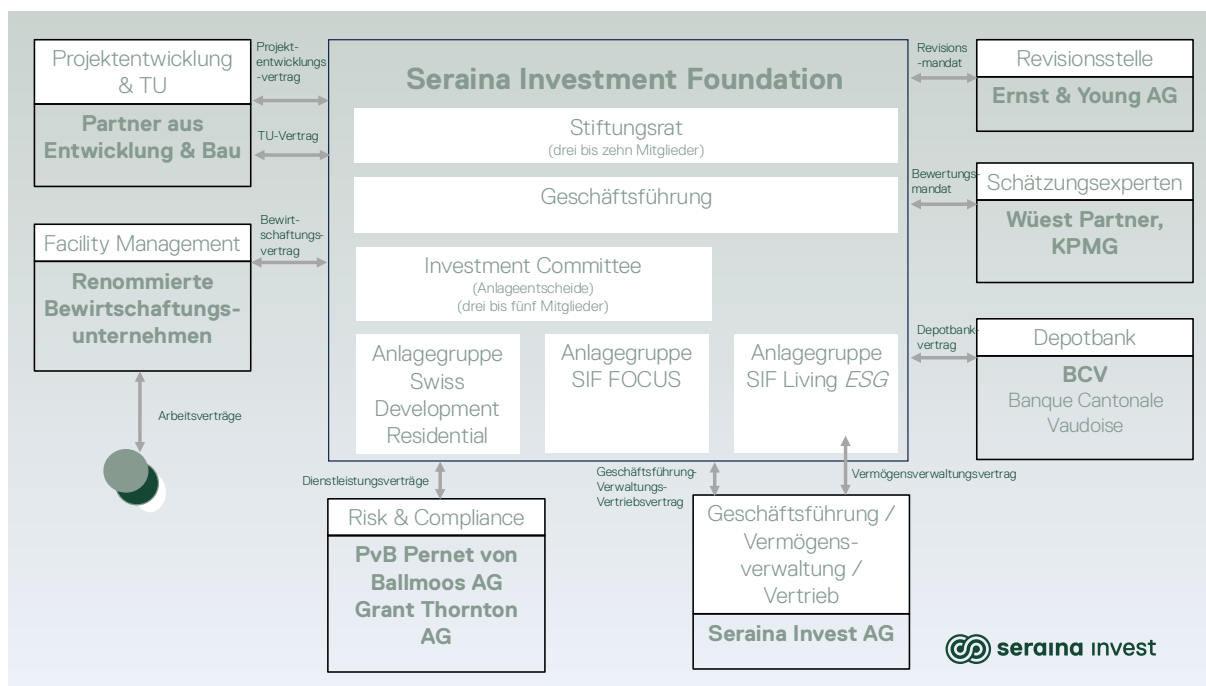 Projektentwicklung
& TU
Partner aus
Entwicklung & Bau
Projekt-
entwicklungs
-vertrag
TU-Vertrag
Facility Management
Renommierte
Bewirtschaftungs-
unternehmen
Bewirt-
schaftungs-
vertrag
Arbeitsverträge
Seraina Investment Foundation
Stiftungsrat
(drei bis zehn Mitglieder)
Geschäftsführung
Investment Committee
(Anlageentscheide)
(drei bis fünf Mitglieder)
Anlagegruppe
Swiss
Development
Residential
Anlagegruppe
SIF FOCUS
Anlagegruppe
SIF Living ESG
Revisions
-mandat
Revisionsstelle
Ernst & Young AG
Bewertungs-
mandat
Schätzungsexperten
Wüest Partner,
KPMG
Depotbank-
vertrag
Depotbank
BCV
Banque Cantonale
Vaudoise
Dienstleistungsverträge
Risk & Compliance
PvB Pernet von
Ballmoos AG
Grant Thornton
AG
Geschäftsführung-
Verwaltungs-
Vertriebsvertrag
Vermögensverwaltungsvertrag
Geschäftsführung /
Vermögens-
verwaltung /
Vertrieb
Seraina Invest AG
seraina invest